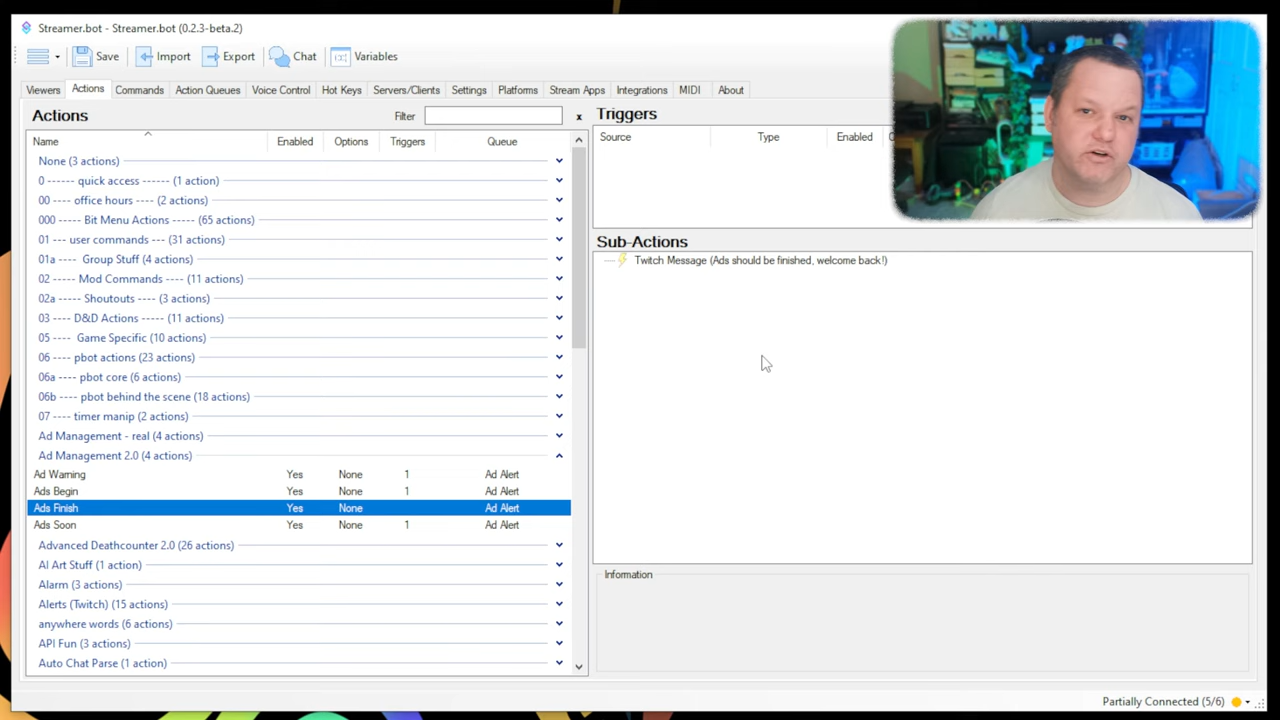 Streamer.bot - Streamer.bot (0.2.3-beta.2)
Save Import Export Chat Variables
Viewers Actions Commands Action Queues Voice Control Hot Keys Servers/Clients Settings Platforms Stream Apps Integrations MIDI About
Actions
Filter
x
Name Enabled Options Triggers Queue
None (3 actions)
0 ------ quick access ------ (1 action)
00 ---- office hours ---- (2 actions)
000 ----- Bit Menu Actions ----- (65 actions)
01 --- user commands --- (31 actions)
01a ---- Group Stuff (4 actions)
02 ----- Mod Commands ---- (11 actions)
02a ----- Shoutouts ---- (3 actions)
03 ---- D&D Actions ----- (11 actions)
05 ---- Game Specific (10 actions)
06 ---- pbot actions (23 actions)
06a ---- pbot core (6 actions)
06b ---- pbot behind the scene (18 actions)
07 ---- timer manip (2 actions)
Ad Management - real (4 actions)
Ad Management 2.0 (4 actions)
Ad Warning Yes None 1 Ad Alert
Ads Begin Yes None 1 Ad Alert
Ads Finish Yes None Ad Alert
Ads Soon Yes None 1 Ad Alert
Advanced Deathcounter 2.0 (26 actions)
AI Art Stuff (1 action)
Alarm (3 actions)
Alerts (Twitch) (15 actions)
anywhere words (6 actions)
API Fun (3 actions)
Auto Chat Parse (1 action)
Triggers
Source Type Enabled
Sub-Actions
Twitch Message (Ads should be finished, welcome back!)
Information
Partially Connected (5/6)